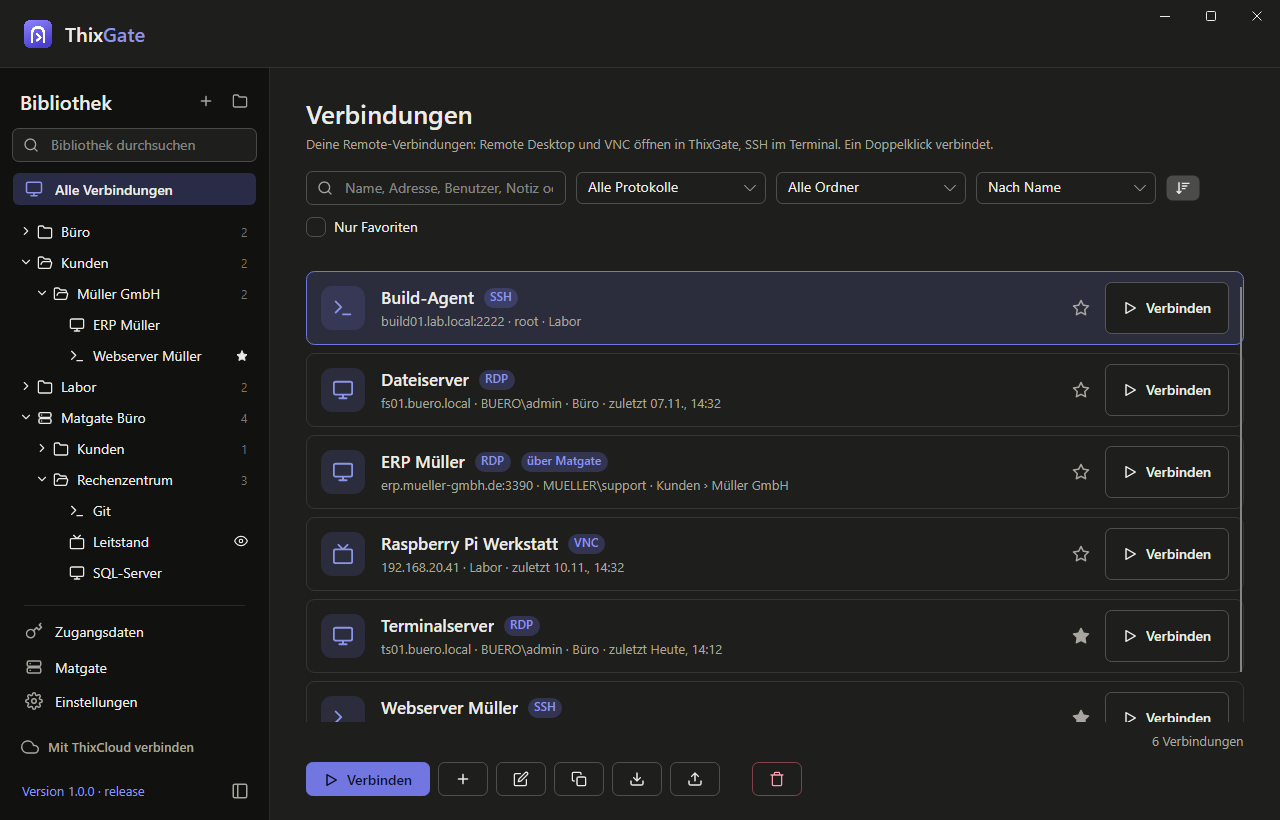 ThixGate
Bibliothek
Bibliothek durchsuchen
Alle Verbindungen
Büro 2
Kunden 2
Müller GmbH 2
ERP Müller
Webserver Müller
Labor 2
Matgate Büro 4
Kunden 1
Rechenzentrum 3
Git
Leitstand
SQL-Server
Zugangsdaten
Matgate
Einstellungen
Mit ThixCloud verbinden
Version 1.0.0 · release
Verbindungen
Deine Remote-Verbindungen: Remote Desktop und VNC öffnen in ThixGate, SSH im Terminal. Ein Doppelklick verbindet.
Name, Adresse, Benutzer, Notiz od Alle Protokolle Alle Ordner Nach Name
Nur Favoriten
Build-Agent SSH
build01.lab.local:2222 · root · Labor
Verbinden
Dateiserver RDP
fs01.buero.local · BUERO\admin · Büro · zuletzt 07.11., 14:32
Verbinden
ERP Müller RDP über Matgate
erp.mueller-gmbh.de:3390 · MUELLER\support · Kunden › Müller GmbH
Verbinden
Raspberry Pi Werkstatt VNC
192.168.20.41 · Labor · zuletzt 10.11., 14:32
Verbinden
Terminalserver RDP
ts01.buero.local · BUERO\admin · Büro · zuletzt Heute, 14:12
Verbinden
Webserver Müller SSH
Verbinden
6 Verbindungen
Verbinden